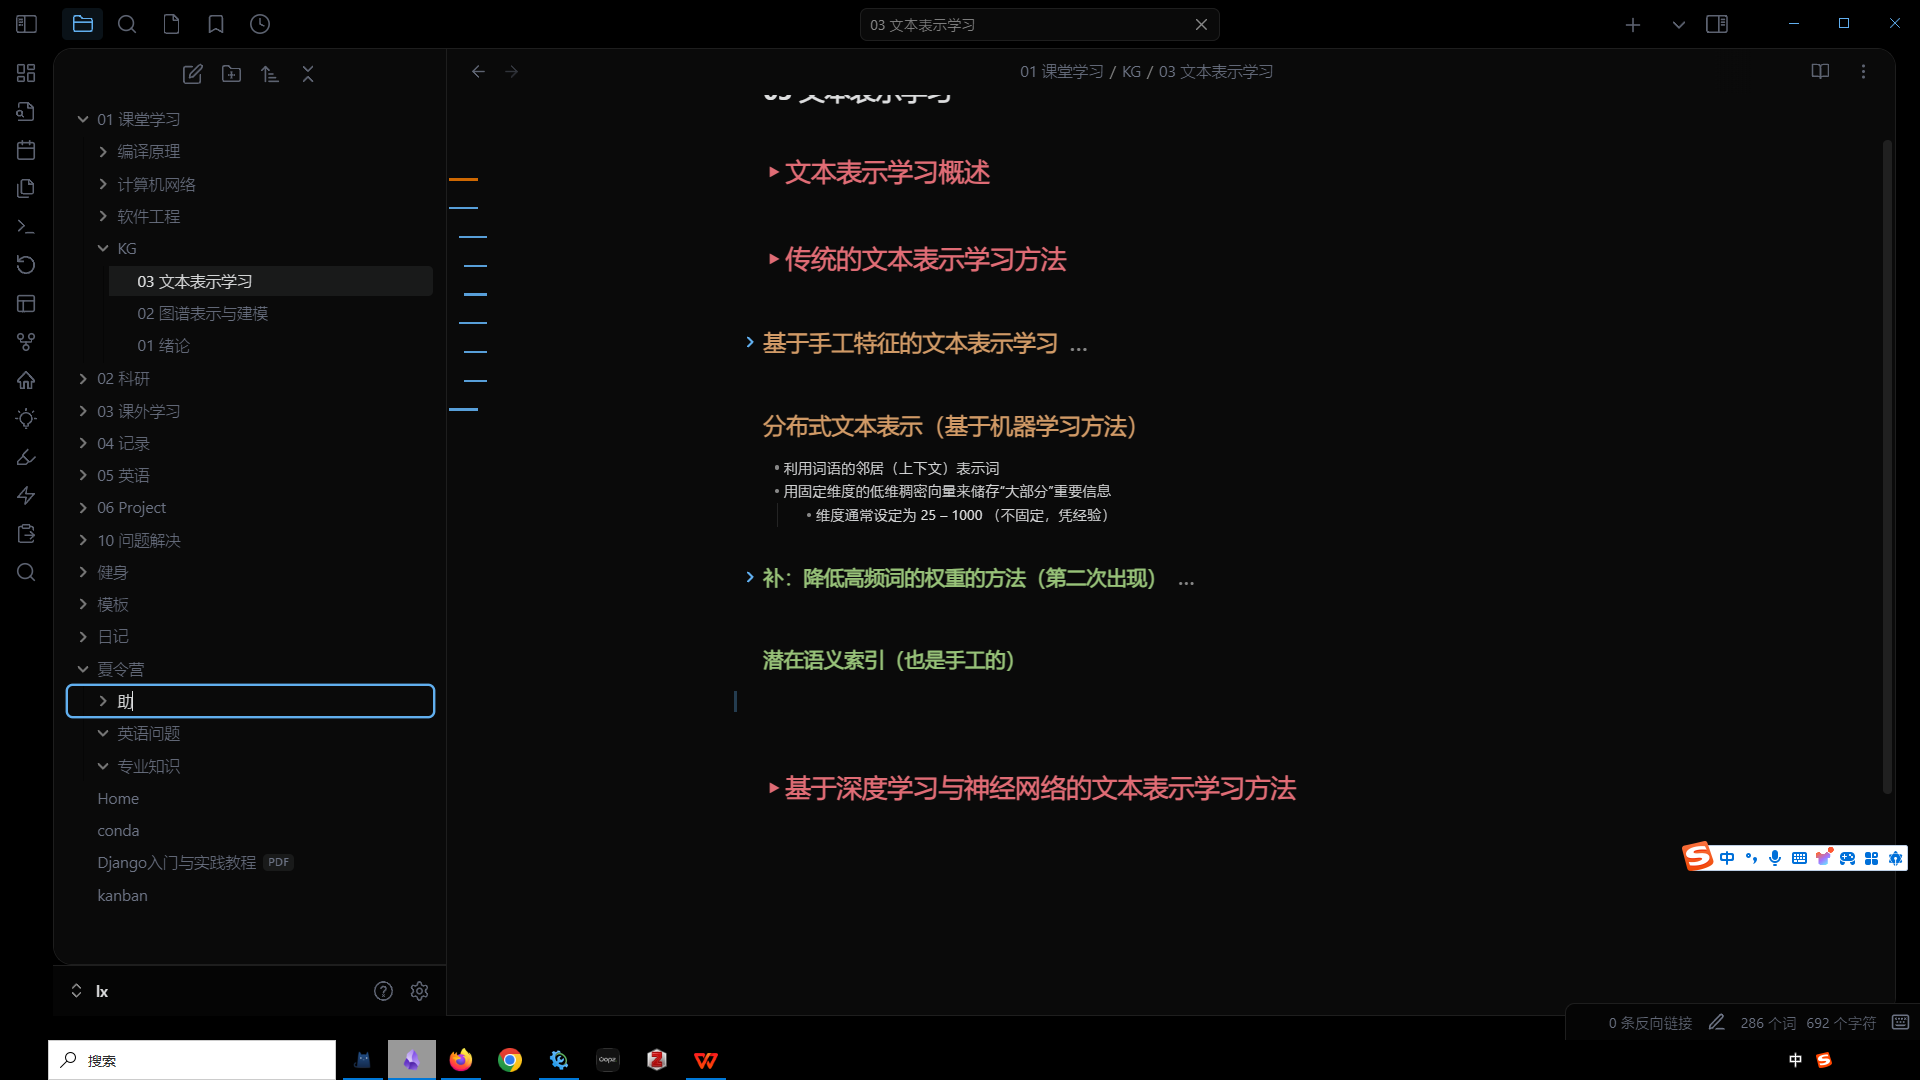 03 文本表示学习
01 课堂学习 / KG / 03 文本表示学习
01 课堂学习
编译原理
计算机网络
软件工程
KG
03 文本表示学习
02 图谱表示与建模
01 绪论
02 科研
03 课外学习
04 记录
05 英语
06 Project
10 问题解决
健身
模板
日记
夏令营
助
英语问题
专业知识
Home
conda
Django入门与实践教程 PDF
kanban
lx
03 文本表示学习
文本表示学习概述
传统的文本表示学习方法
基于手工特征的文本表示学习 ...
分布式文本表示（基于机器学习方法）
• 利用词语的邻居（上下文）表示词
• 用固定维度的低维稠密向量来储存“大部分”重要信息
• 维度通常设定为 25 – 1000 （不固定，凭经验）
补：降低高频词的权重的方法（第二次出现） ...
潜在语义索引（也是手工的）
基于深度学习与神经网络的文本表示学习方法
中
0 条反向链接 286 个词 692 个字符
搜索
中